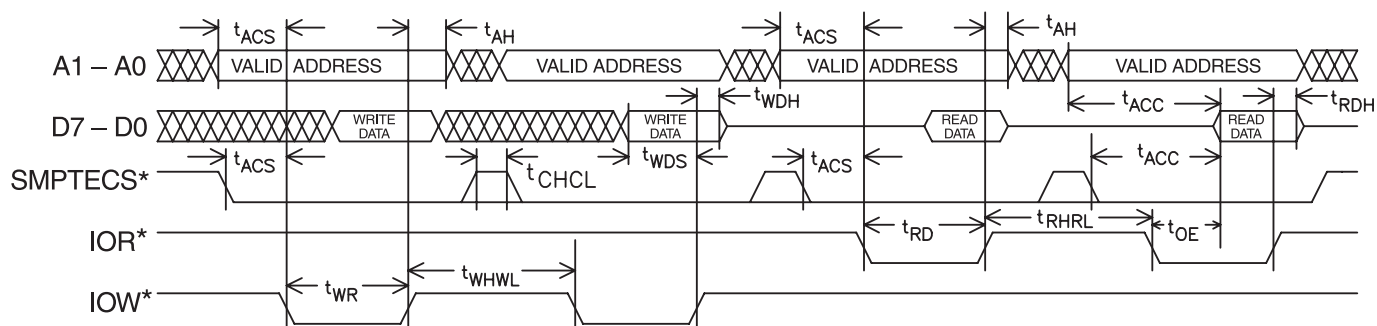 tACS tAH tACS tAH
A1 – A0 VALID ADDRESS VALID ADDRESS VALID ADDRESS VALID ADDRESS
tWDH tACC tRDH
D7 – D0 WRITE DATA WRITE DATA READ DATA READ DATA
tACS tWDS tACS tACC
SMPTECS* tCHCL
IOR* tRD tRHRL tOE
IOW* tWR tWHWL